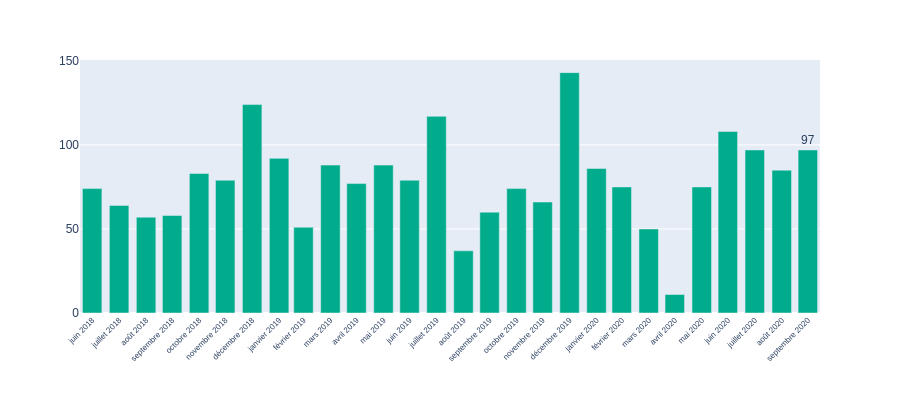 150
100
50
0
97
juin 2018
juillet 2018
août 2018
septembre 2018
octobre 2018
novembre 2018
décembre 2018
janvier 2019
février 2019
mars 2019
avril 2019
mai 2019
juin 2019
juillet 2019
août 2019
septembre 2019
octobre 2019
novembre 2019
décembre 2019
janvier 2020
février 2020
mars 2020
avril 2020
mai 2020
juin 2020
juillet 2020
août 2020
septembre 2020